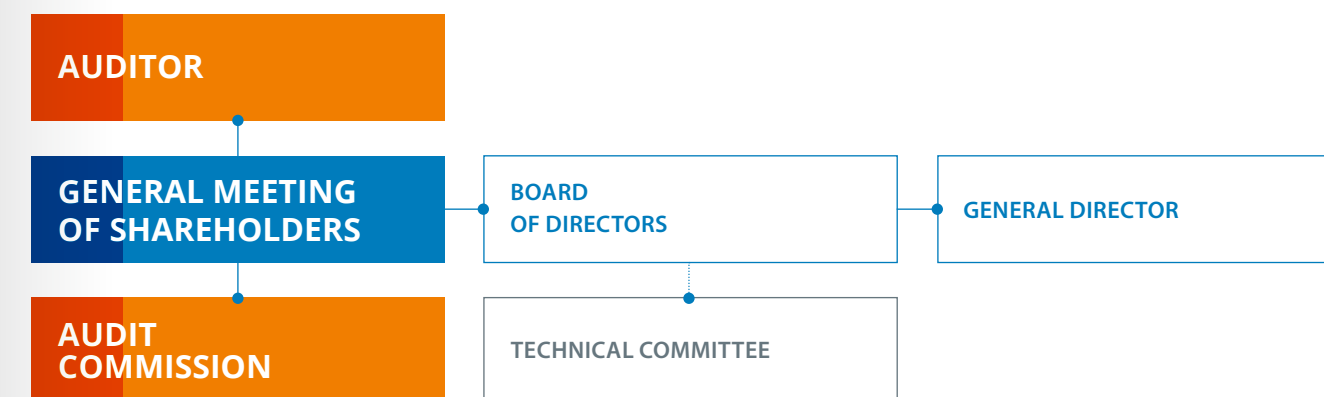 AUDITOR
GENERAL MEETING
OF SHAREHOLDERS
BOARD
OF DIRECTORS
GENERAL DIRECTOR
AUDIT
COMMISSION
TECHNICAL COMMITTEE